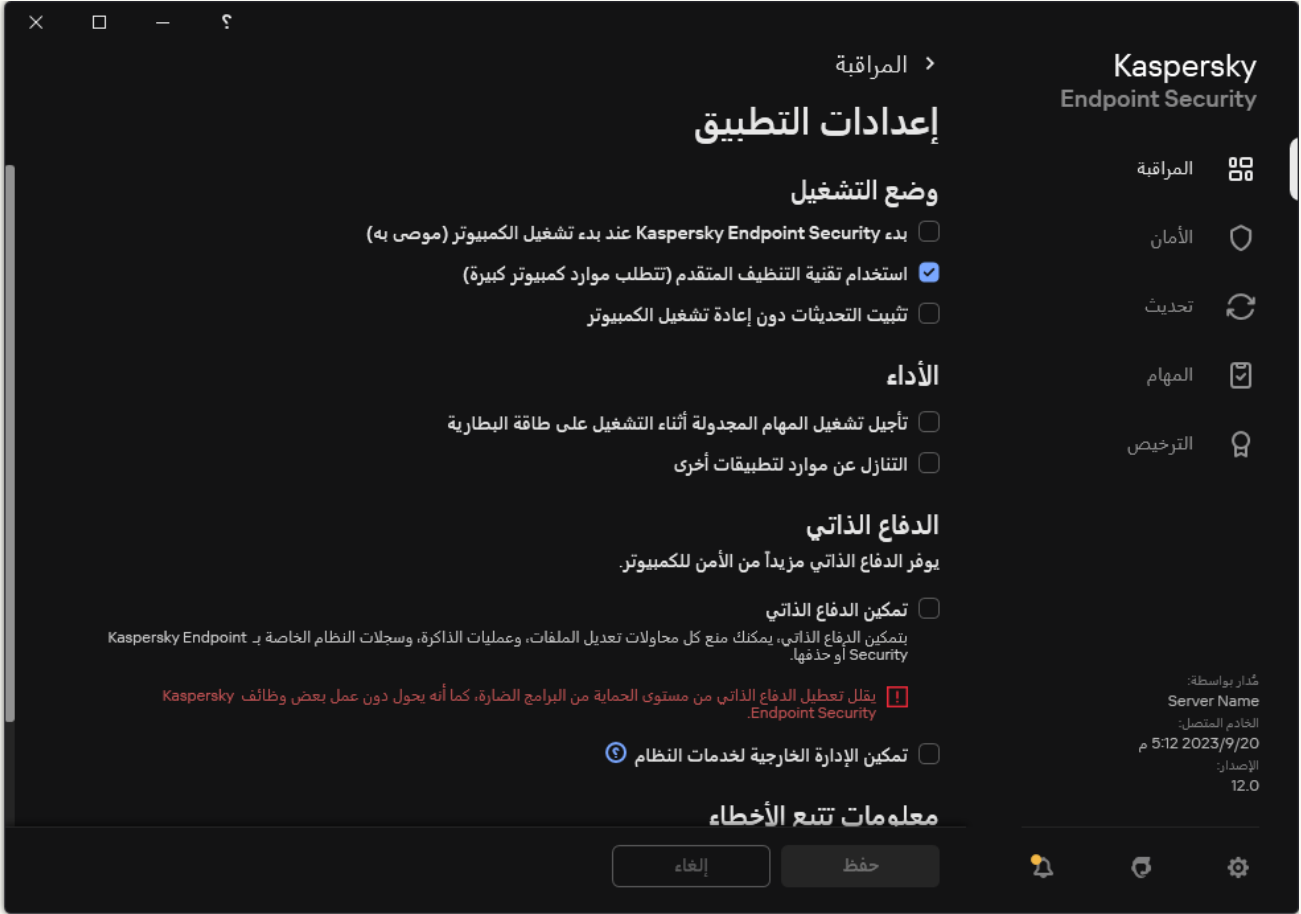 Kaspersky
Endpoint Security
المراقبة
الأمان
تحديث
المهام
الترخيص
مُدار بواسطة:
Server Name
الخادم المتصل:
2023/9/20 5:12 م
الإصدار:
12.0
المراقبة
إعدادات التطبيق
وضع التشغيل
بدء Kaspersky Endpoint Security عند بدء تشغيل الكمبيوتر (موصى به)
استخدام تقنية التنظيف المتقدم (تتطلب موارد كمبيوتر كبيرة)
تثبيت التحديثات دون إعادة تشغيل الكمبيوتر
الأداء
تأجيل تشغيل المهام المجدولة أثناء التشغيل على طاقة البطارية
التنازل عن موارد لتطبيقات أخرى
الدفاع الذاتي
يوفر الدفاع الذاتي مزيداً من الأمن للكمبيوتر.
تمكين الدفاع الذاتي
بتمكين الدفاع الذاتي، يمكنك منع كل محاولات تعديل الملفات، وعمليات الذاكرة، وسجلات النظام الخاصة بـ Kaspersky Endpoint
Security أو حذفها.
يقلل تعطيل الدفاع الذاتي من مستوى الحماية من البرامج الضارة، كما أنه يحول دون عمل بعض وظائف Kaspersky
Endpoint Security.
تمكين الإدارة الخارجية لخدمات النظام
معلومات تتبع الأخطاء
حفظ
إلغاء